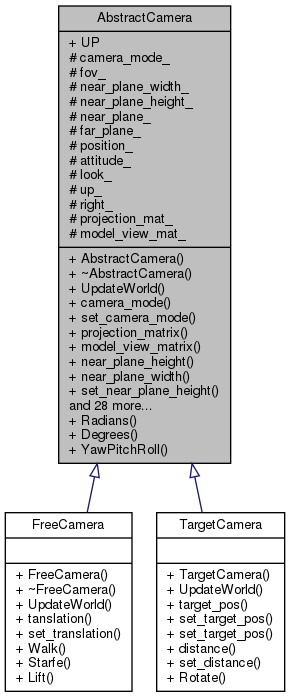 AbstractCamera
+ UP
# camera_mode_
# fov_
# near_plane_width_
# near_plane_height_
# near_plane_
# far_plane_
# position_
# attitude_
# look_
# up_
# right_
# projection_mat_
# model_view_mat_
+ AbstractCamera()
+ ~AbstractCamera()
+ UpdateWorld()
+ camera_mode()
+ set_camera_mode()
+ projection_matrix()
+ model_view_matrix()
+ near_plane_height()
+ near_plane_width()
+ set_near_plane_height()
and 28 more...
+ Radians()
+ Degrees()
+ YawPitchRoll()
FreeCamera
+ FreeCamera()
+ ~FreeCamera()
+ UpdateWorld()
+ tanslation()
+ set_translation()
+ Walk()
+ Starfe()
+ Lift()
TargetCamera
+ TargetCamera()
+ UpdateWorld()
+ target_pos()
+ set_target_pos()
+ set_target_pos()
+ distance()
+ set_distance()
+ Rotate()